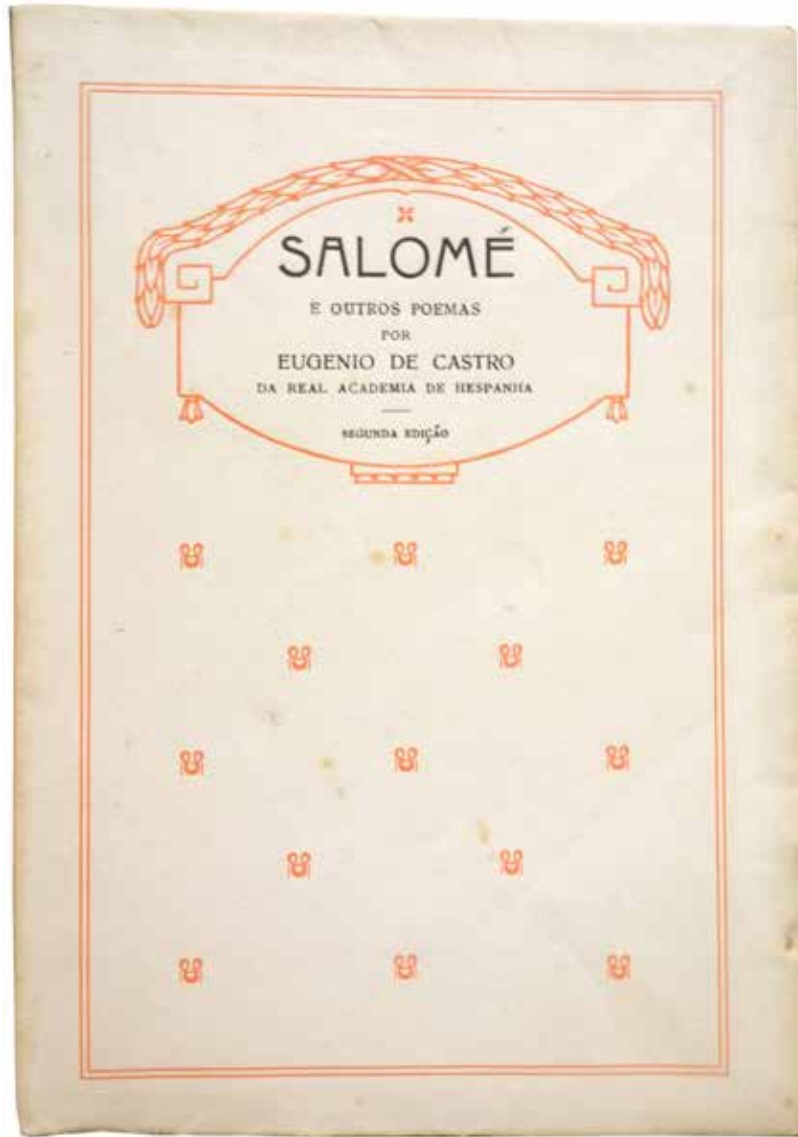 SALOMÉ
E OUTROS POEMAS
POR
EUGENIO DE CASTRO
DA REAL ACADEMIA DE HESPANHA
SEGUNDA EDIÇÃO